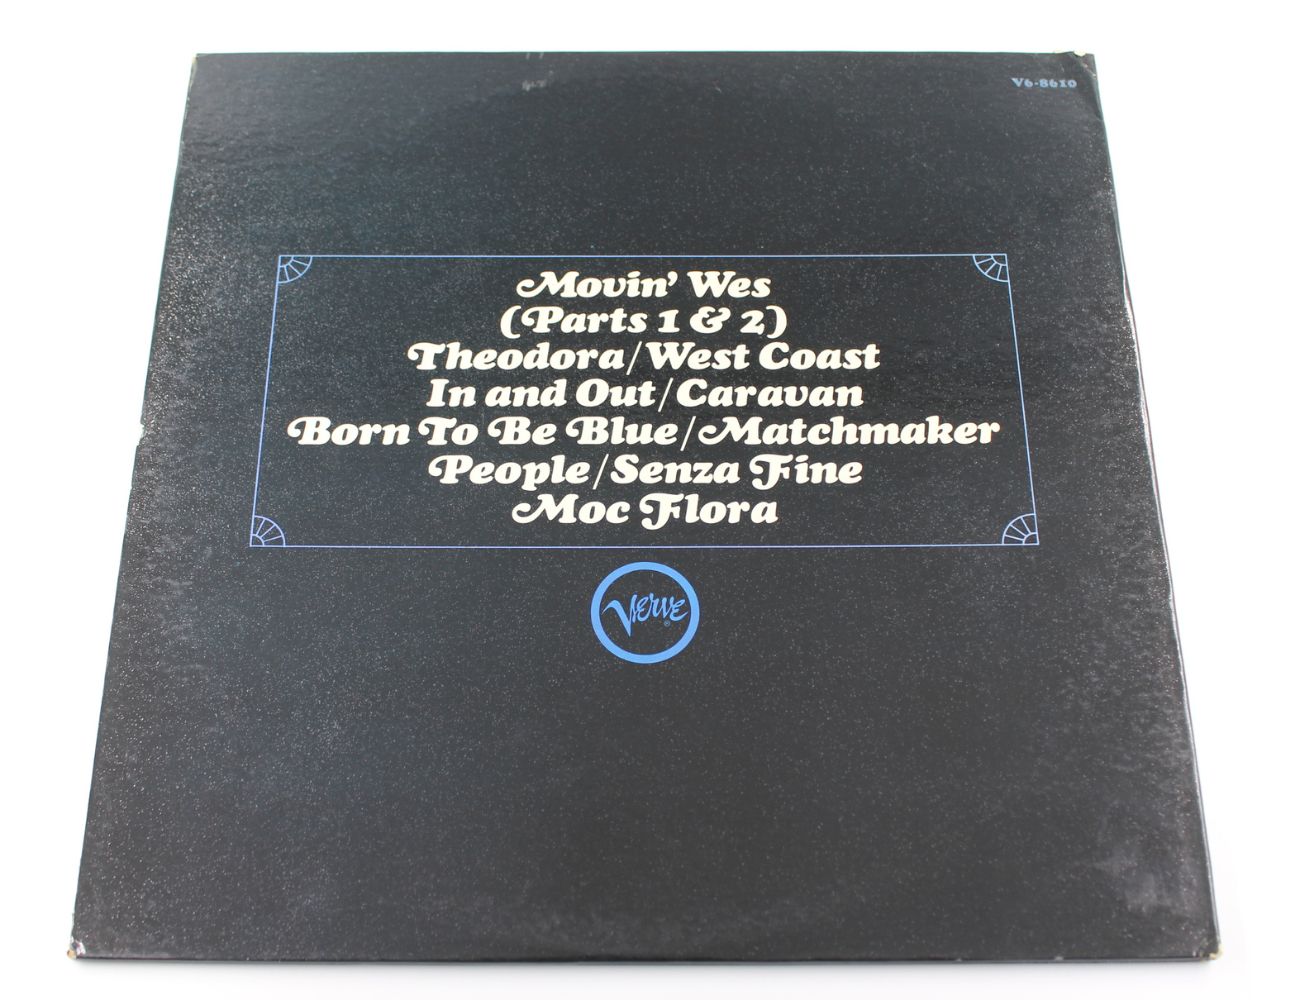 V6-8610
Movin' Wes
(Parts 1 & 2)
Theodora/West Coast
In and Out/Caravan
Born To Be Blue/Matchmaker
People/Senza Fine
Moc Flora
VERVE®